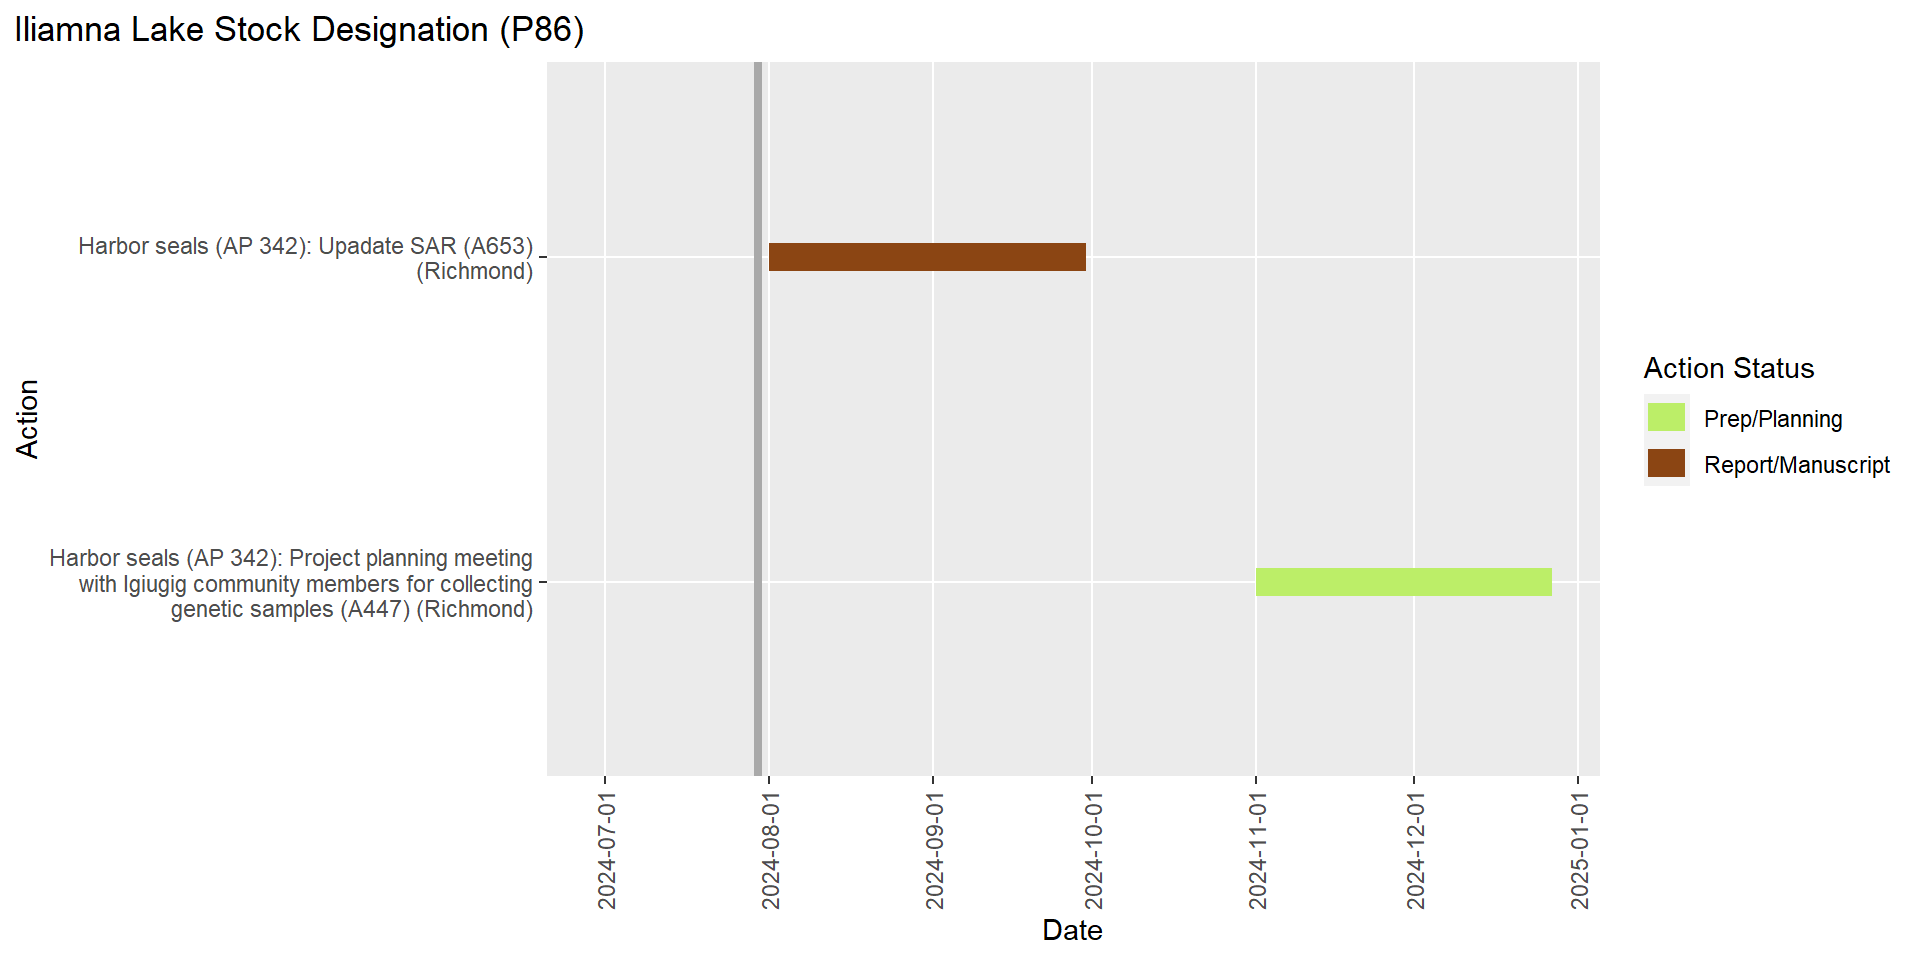 Iliamna Lake Stock Designation (P86)
Action
Harbor seals (AP 342): Upadate SAR (A653)
(Richmond)
Harbor seals (AP 342): Project planning meeting
with Igiugig community members for collecting
genetic samples (A447) (Richmond)
2024-07-01
2024-08-01
2024-09-01
2024-10-01
2024-11-01
2024-12-01
2025-01-01
Date
Action Status
Prep/Planning
Report/Manuscript